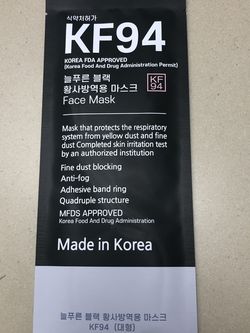 식약처허가
KF94
KOREA FDA APPROVED
(Korea Food And Drug Administration Permit)
늘푸른 블랙
황사방역용 마스크
Face Mask
KF
94
Mask that protects the respiratory
system from yellow dust and fine
dust Completed skin irritation test
by an authorized institution
Fine dust blocking
Anti-fog
Adhesive band ring
Quadruple structure
MFDS APPROVED
Korea Food And Drug Administration
Made in Korea
늘푸른 블랙 황사방역용 마스크
KF94 (대형)